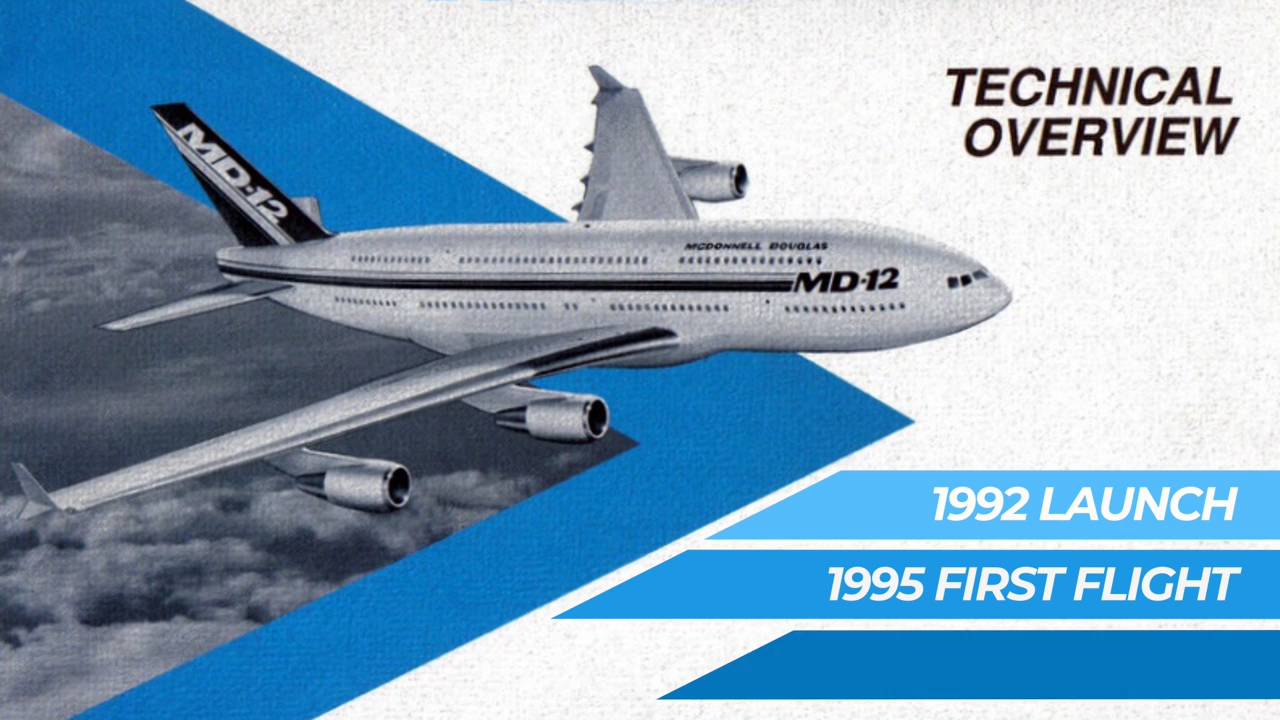 TECHNICAL
OVERVIEW
MD-12
MCDONNELL DOUGLAS
MD-12
1992 LAUNCH
1995 FIRST FLIGHT